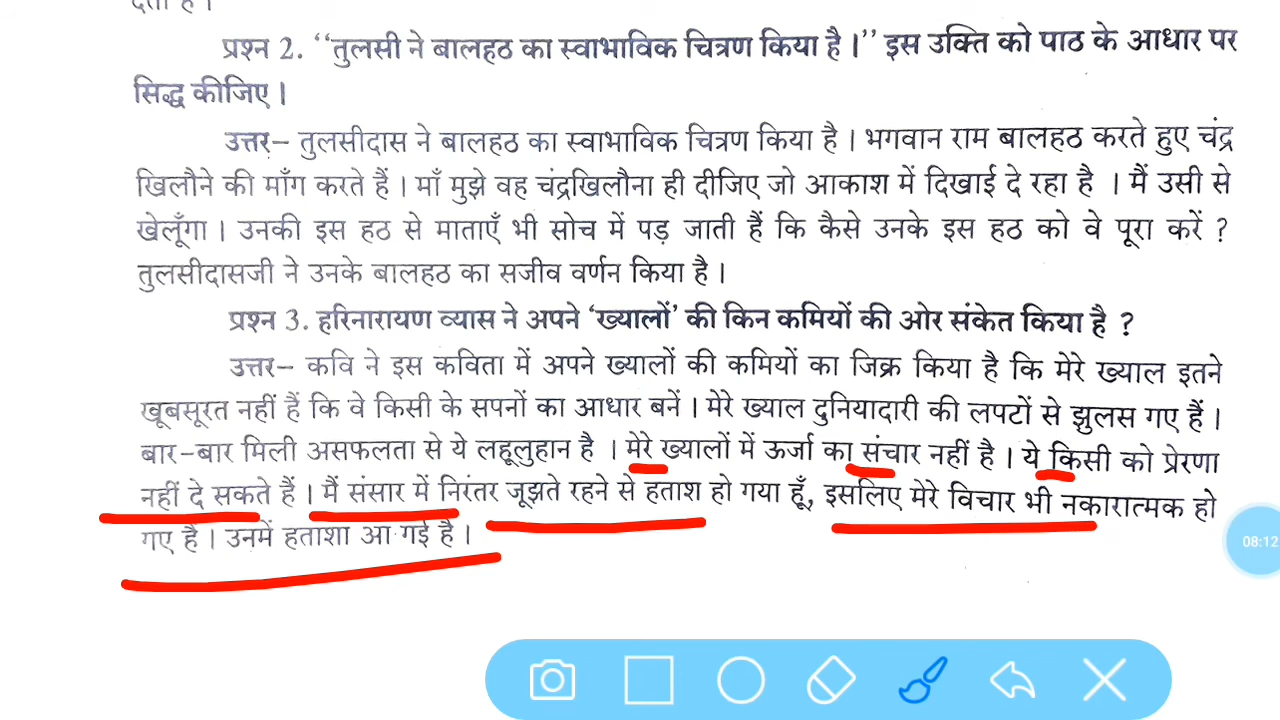 प्रश्न 2. ‘‘तुलसी ने बालहठ का स्वाभाविक चित्रण किया है।’’ इस उक्ति को पाठ के आधार पर
सिद्ध कीजिए।
उत्तर– तुलसीदास ने बालहठ का स्वाभाविक चित्रण किया है। भगवान राम बालहठ करते हुए चंद्र
खिलौने की माँग करते हैं। माँ मुझे वह चंद्रखिलौना ही दीजिए जो आकाश में दिखाई दे रहा है । मैं उसी से
खेलूँगा। उनकी इस हठ से माताएँ भी सोच में पड़ जाती हैं कि कैसे उनके इस हठ को वे पूरा करें ?
तुलसीदासजी ने उनके बालहठ का सजीव वर्णन किया है।
प्रश्न 3. हरिनारायण व्यास ने अपने ‘ख्यालों’ की किन कमियों की ओर संकेत किया है ?
उत्तर– कवि ने इस कविता में अपने ख्यालों की कमियों का जिक्र किया है कि मेरे ख्याल इतने
खूबसूरत नहीं हैं कि वे किसी के सपनों का आधार बनें। मेरे ख्याल दुनियादारी की लपटों से झुलस गए हैं।
बार-बार मिली असफलता से ये लहूलुहान है । मेरे ख्यालों में ऊर्जा का संचार नहीं है। ये किसी को प्रेरणा
नहीं दे सकते हैं। मैं संसार में निरंतर जूझते रहने से हताश हो गया हूँ, इसलिए मेरे विचार भी नकारात्मक हो
गए है। उनमें हताशा आ गई है।
08:12